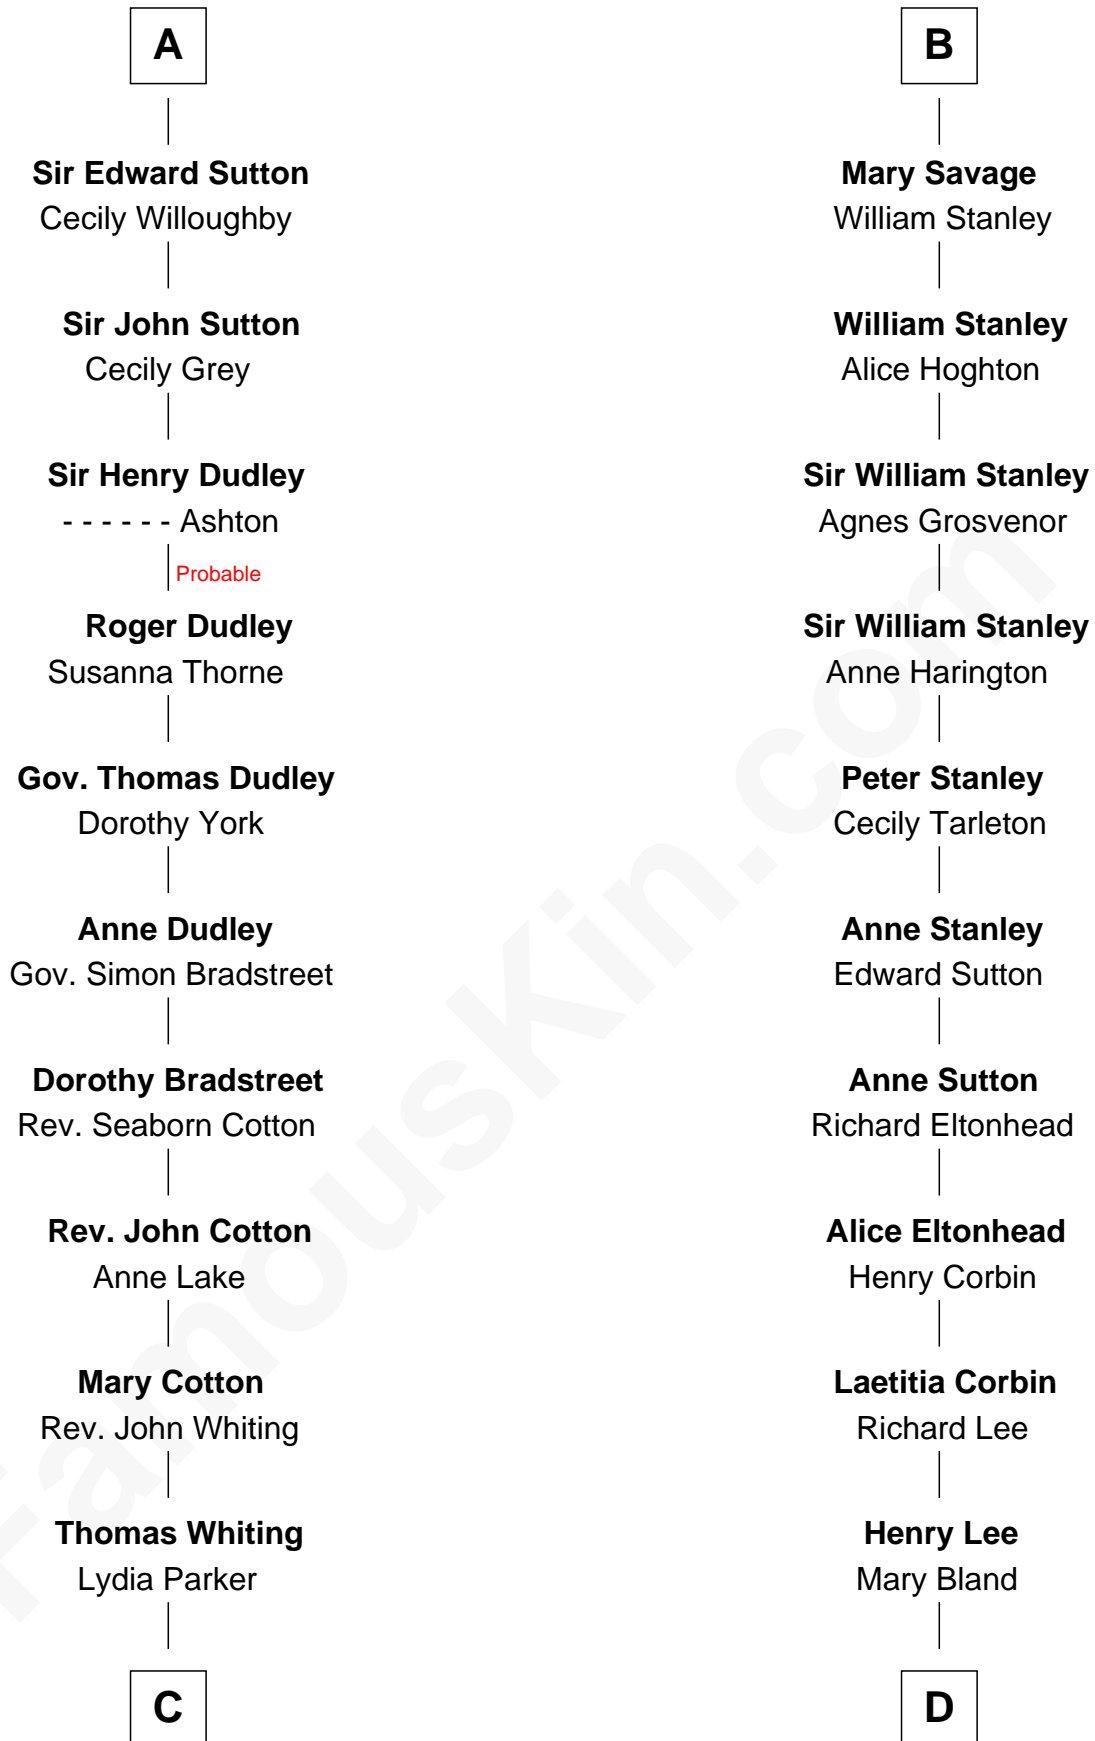 A
Sir Edward Sutton
Cecily Willoughby
Sir John Sutton
Cecily Grey
Sir Henry Dudley
- - - - - - Ashton
Probable
Roger Dudley
Susanna Thorne
Gov. Thomas Dudley
Dorothy York
Anne Dudley
Gov. Simon Bradstreet
Dorothy Bradstreet
Rev. Seaborn Cotton
Rev. John Cotton
Anne Lake
Mary Cotton
Rev. John Whiting
Thomas Whiting
Lydia Parker
C
B
Mary Savage
William Stanley
William Stanley
Alice Hoghton
Sir William Stanley
Agnes Grosvenor
Sir William Stanley
Anne Harington
Peter Stanley
Cecily Tarleton
Anne Stanley
Edward Sutton
Anne Sutton
Richard Eltonhead
Alice Eltonhead
Henry Corbin
Laetitia Corbin
Richard Lee
Henry Lee
Mary Bland
D
FamousKin.com